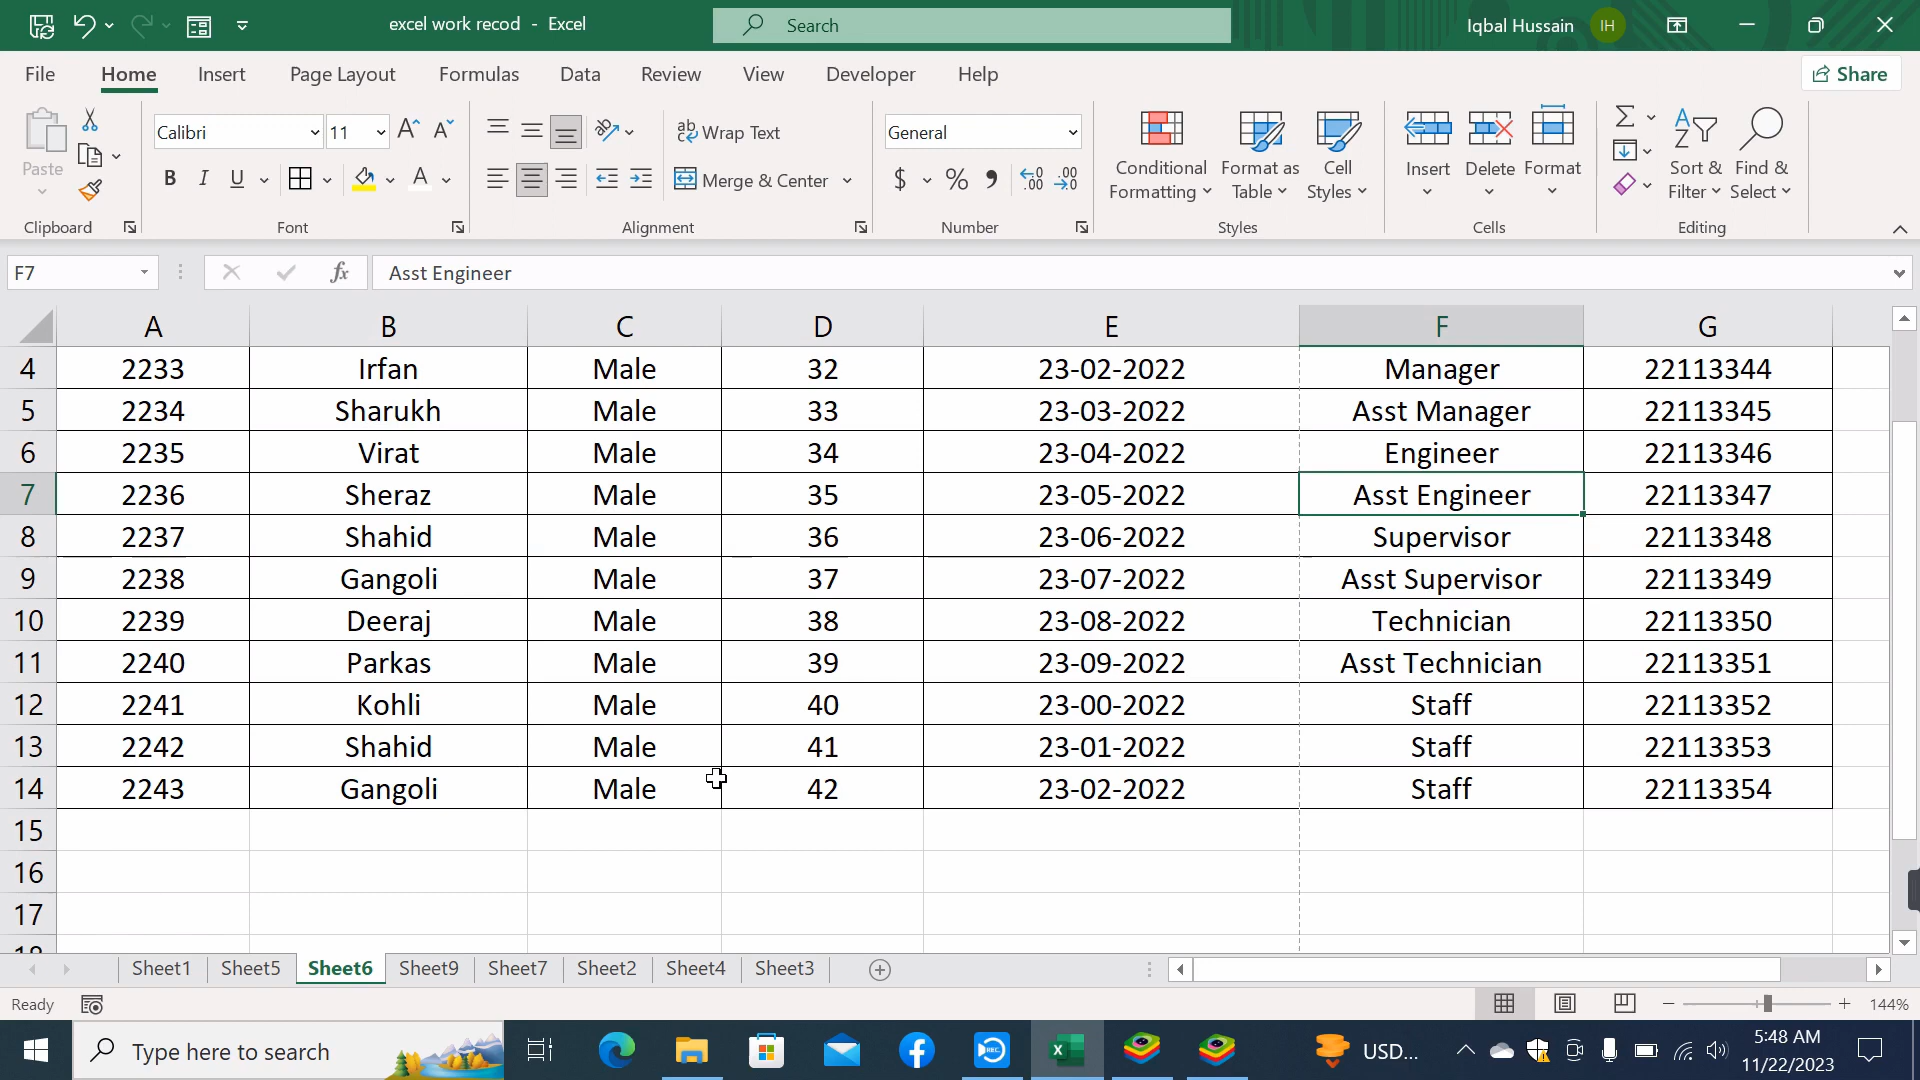 excel work recod - Excel
Search
Iqbal Hussain
IH
File Home Insert Page Layout Formulas Data Review View Developer Help
Share
Paste
Calibri 11
Wrap Text
General
Conditional Formatting
Format as Table
Cell Styles
Insert
Delete
Format
Sort & Filter
Find & Select
B I U
Merge & Center
Clipboard Font Alignment Number Styles Cells Editing
F7
fx
Asst Engineer
A B C D E F G
4 2233 Irfan Male 32 23-02-2022 Manager 22113344
5 2234 Sharukh Male 33 23-03-2022 Asst Manager 22113345
6 2235 Virat Male 34 23-04-2022 Engineer 22113346
7 2236 Sheraz Male 35 23-05-2022 Asst Engineer 22113347
8 2237 Shahid Male 36 23-06-2022 Supervisor 22113348
9 2238 Gangoli Male 37 23-07-2022 Asst Supervisor 22113349
10 2239 Deeraj Male 38 23-08-2022 Technician 22113350
11 2240 Parkas Male 39 23-09-2022 Asst Technician 22113351
12 2241 Kohli Male 40 23-00-2022 Staff 22113352
13 2242 Shahid Male 41 23-01-2022 Staff 22113353
14 2243 Gangoli Male 42 23-02-2022 Staff 22113354
15
16
17
Sheet1 Sheet5 Sheet6 Sheet9 Sheet7 Sheet2 Sheet4 Sheet3
Ready
144%
Type here to search
REC
USD...
5:48 AM
11/22/2023